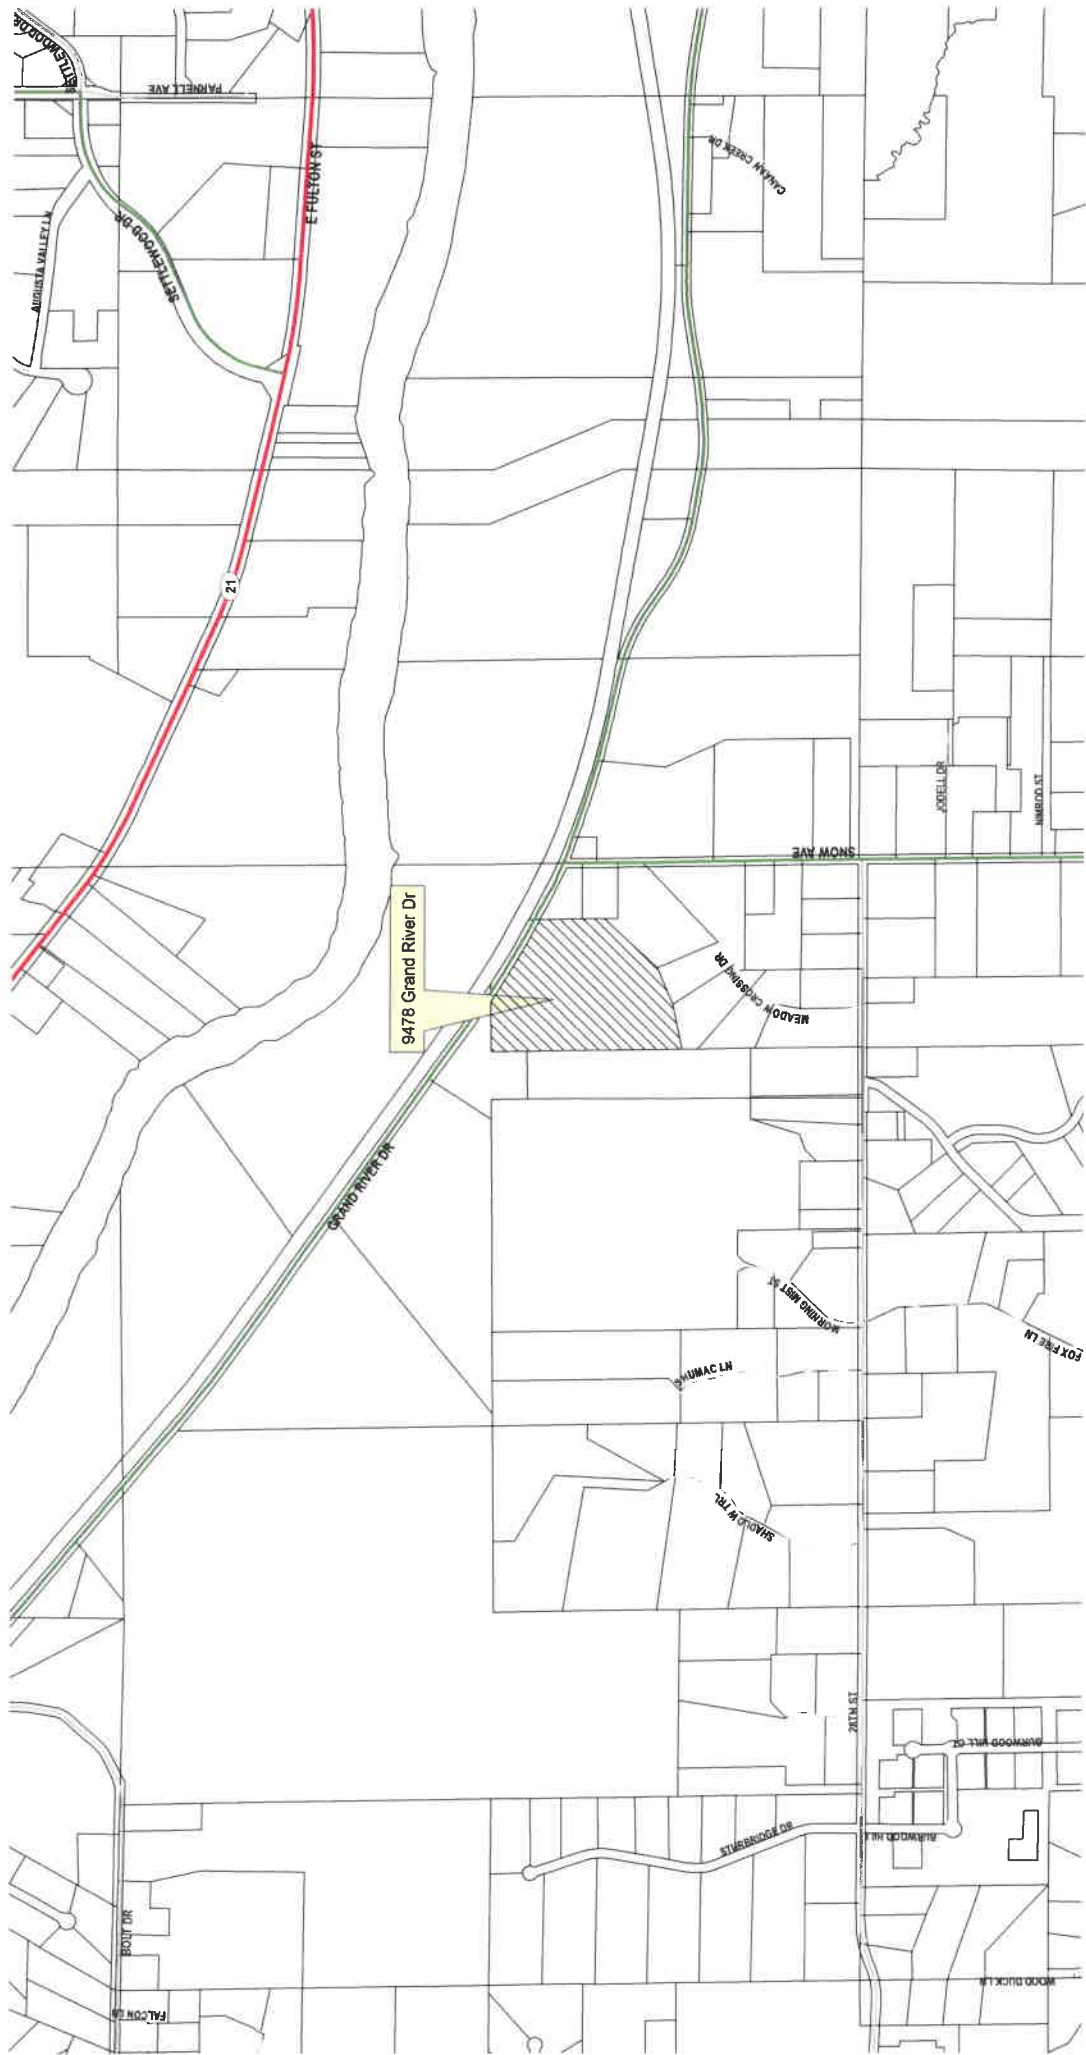 SETTLEWOOD DR
PARNELL AVE
E FULTON ST
AUGUSTA VALLEY LN
SETTLEWOOD DR
CANAAN CREEK DR
21
JODELL DR
NIMROD ST
SNOW AVE
9478 Grand River Dr
MEADOW CROSSING DR
GRAND RIVER DR
MORNING MIST ST
FOX FIRE LN
SHUMAC LN
SHADOW TRL
28TH ST
BURWOOD HILL CT
STURBRIDGE DR
BURWOOD HILL
BOLT DR
WOOD DUCK LN
FALCON LN